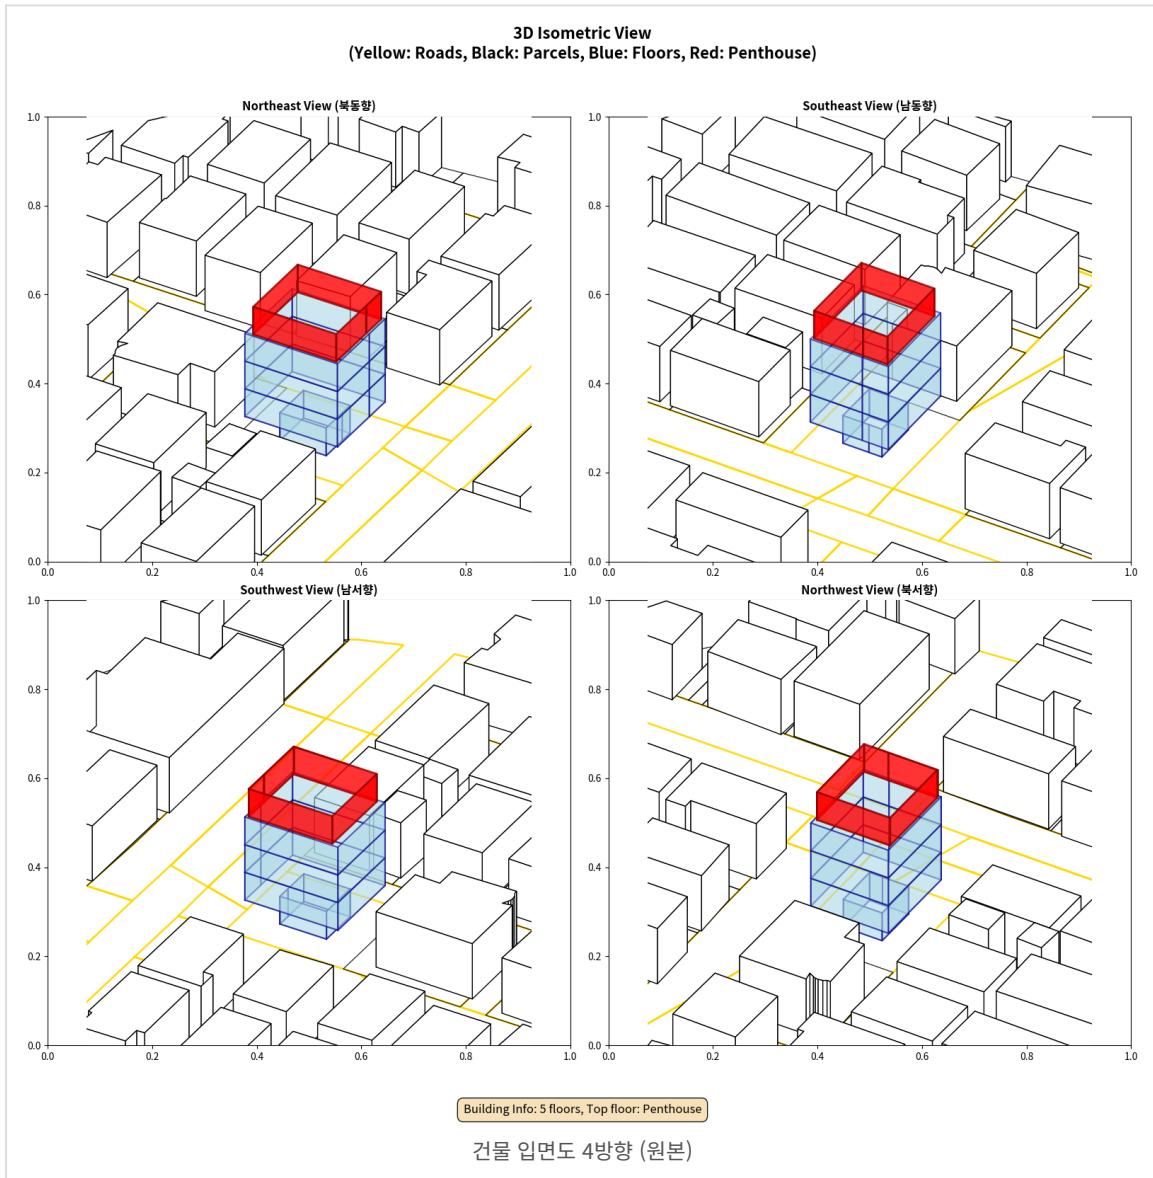 3D Isometric View
(Yellow: Roads, Black: Parcels, Blue: Floors, Red: Penthouse)
Northeast View (북동향)
1.0
0.8
0.6
0.4
0.2
0.0
0.0 0.2 0.4 0.6 0.8 1.0
Southeast View (남동향)
1.0
0.8
0.6
0.4
0.2
0.0
0.0 0.2 0.4 0.6 0.8 1.0
Southwest View (남서향)
1.0
0.8
0.6
0.4
0.2
0.0
0.0 0.2 0.4 0.6 0.8 1.0
Northwest View (북서향)
1.0
0.8
0.6
0.4
0.2
0.0
0.0 0.2 0.4 0.6 0.8 1.0
Building Info: 5 floors, Top floor: Penthouse
건물 입면도 4방향 (원본)